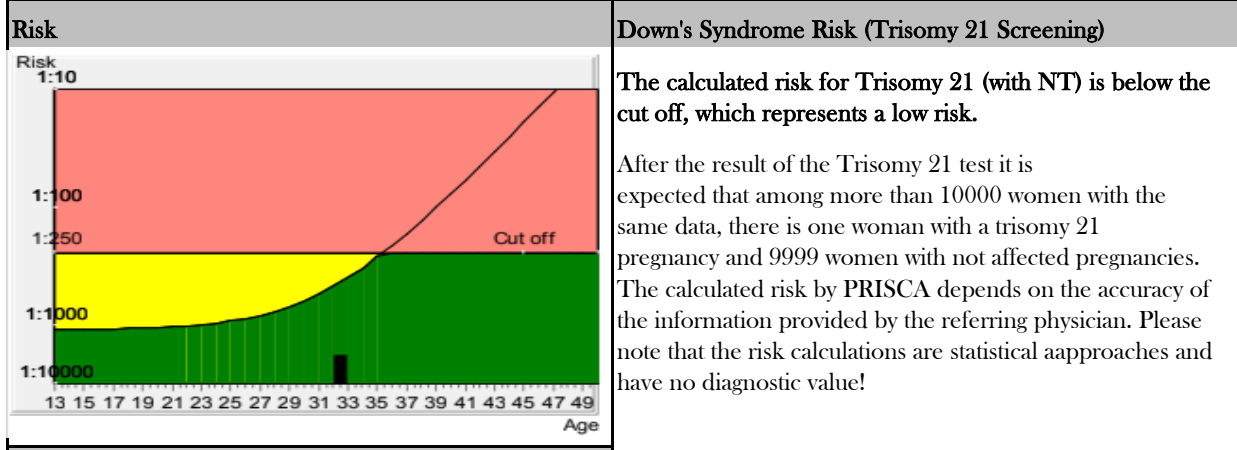 Risk
Down's Syndrome Risk (Trisomy 21 Screening)
Risk
1:10
1:100
1:250
Cut off
1:1000
1:10000
13 15 17 19 21 23 25 27 29 31 33 35 37 39 41 43 45 47 49
Age
The calculated risk for Trisomy 21 (with NT) is below the
cut off, which represents a low risk.
After the result of the Trisomy 21 test it is
expected that among more than 10000 women with the
same data, there is one woman with a trisomy 21
pregnancy and 9999 women with not affected pregnancies.
The calculated risk by PRISCA depends on the accuracy of
the information provided by the referring physician. Please
note that the risk calculations are statistical aapproaches and
have no diagnostic value!